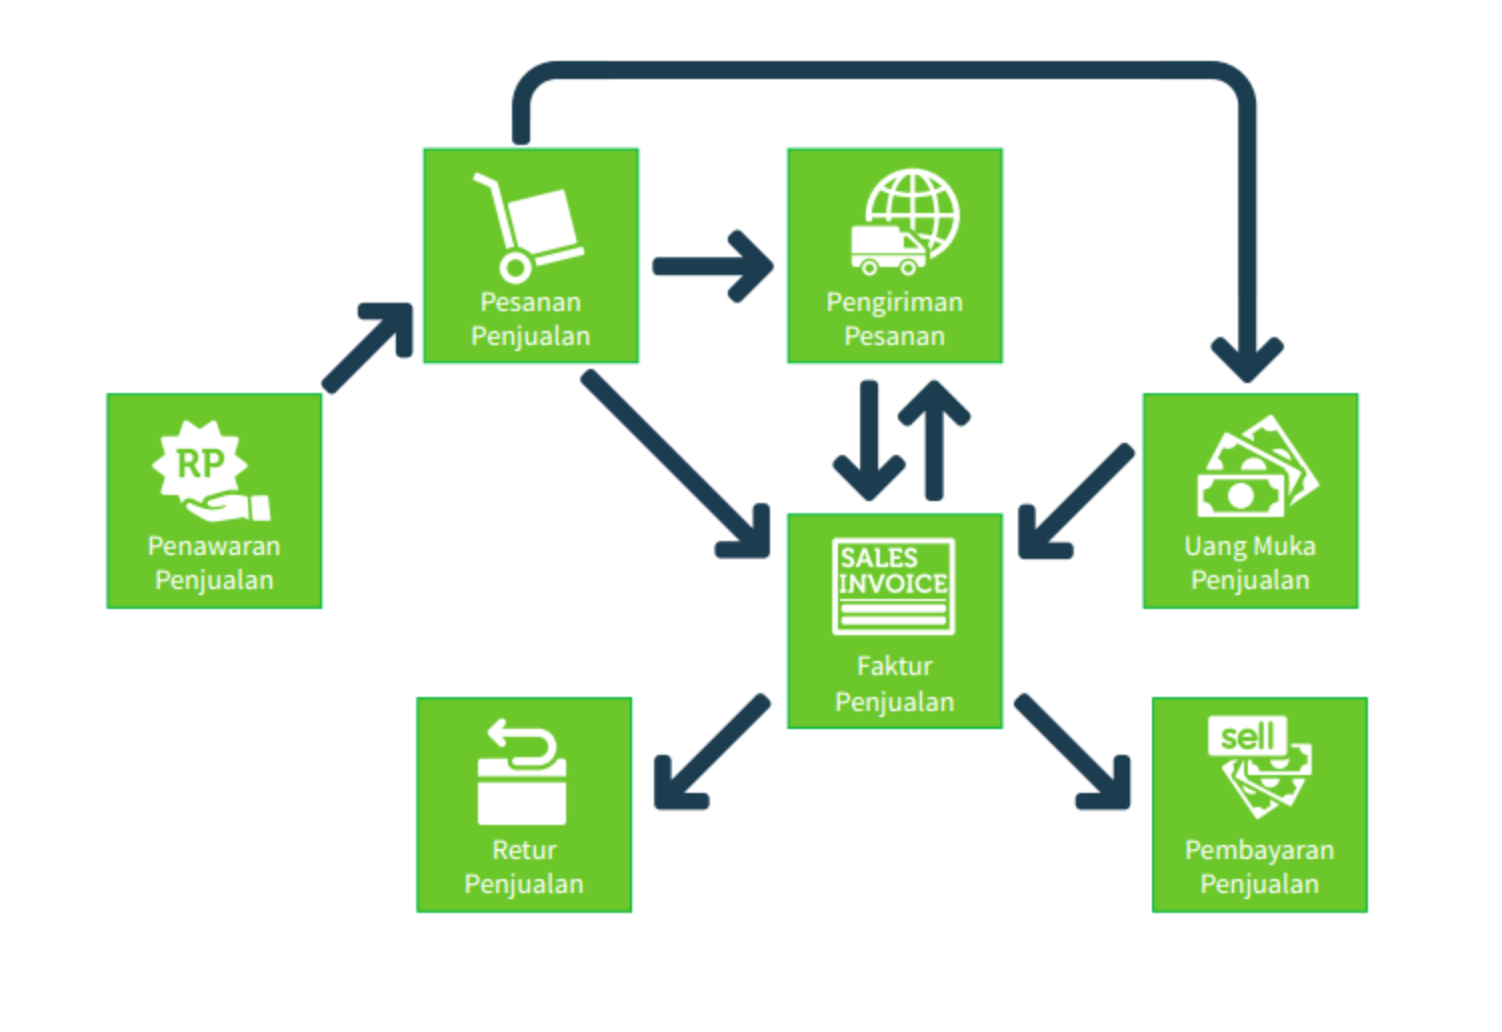 Pesanan
Penjualan
Pengiriman
Pesanan
RP
Penawaran
Penjualan
Uang Muka
Penjualan
SALES
INVOICE
Faktur
Penjualan
Retur
Penjualan
sell
Pembayaran
Penjualan